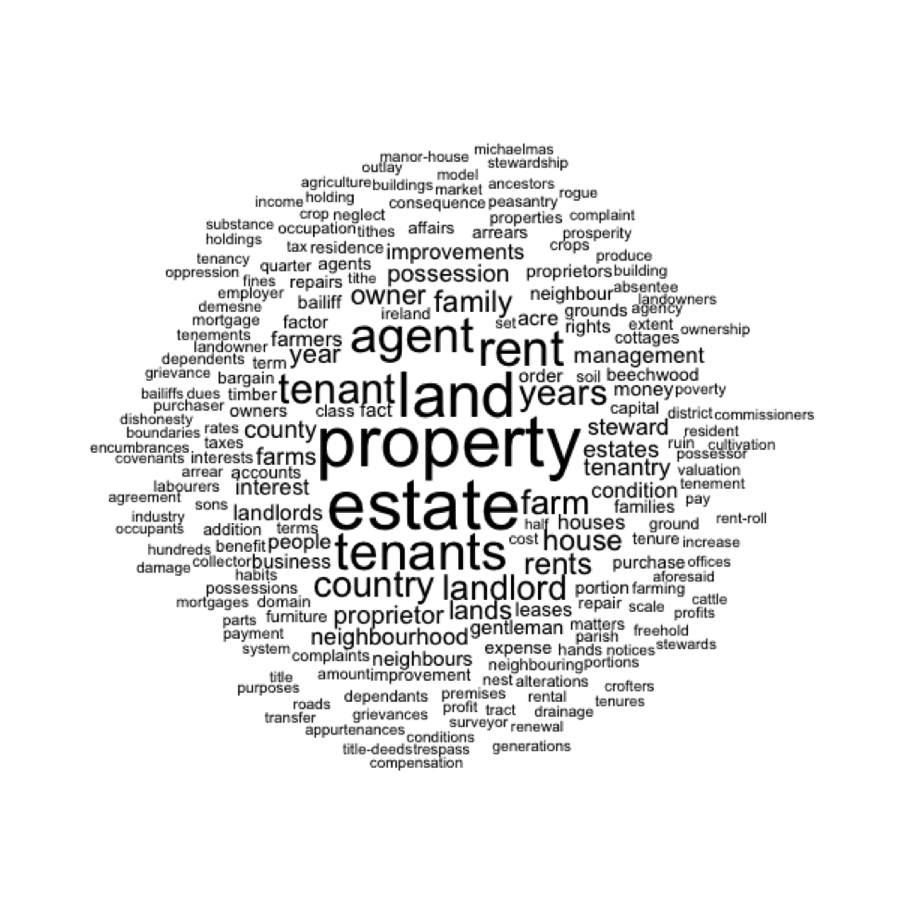 michaelmas
manor-house stewardship
outlay model
agriculture buildings market ancestors
income holding consequence peasantry rogue
crop neglect properties complaint
substance occupation tithes affairs arrears prosperity
holdings tax residence improvements crops
tenancy quarter agents possession proprietors building produce
oppression fines repairs tithe
employer bailiff owner family neighbour absentee landowners
demesne ireland grounds agency
mortgage factor agent set acre rights extent ownership
tenements farmers rent cottages
landowner year management
dependents term
grievance bargain tenant land years order soil beechwood
bailiffs dues timber money poverty
purchaser owners class fact capital district commissioners
dishonesty rates county property steward resident
boundaries taxes estates ruin cultivation
encumbrances. covenants interests farms possessor
arrear accounts tenantry valuation
labourers interest condition tenement
agreement sons estate farm families pay
industry landlords half houses ground rent-roll
occupants addition terms
hundreds benefit people tenants cost house tenure increase
damage collector business rents purchase offices
habits aforesaid
possessions country landlord portion farming
mortgages domain lands leases repair scale cattle
parts furniture proprietor profits
payment neighbourhood gentleman matters parish freehold
system complaints neighbours expense hands notices stewards
neighbouring portions
title amount improvement nest alterations crofters
purposes dependants premises rental tenures
roads grievances profit tract drainage
transfer surveyor renewal
appurtenances conditions
title-deeds trespass generations
compensation